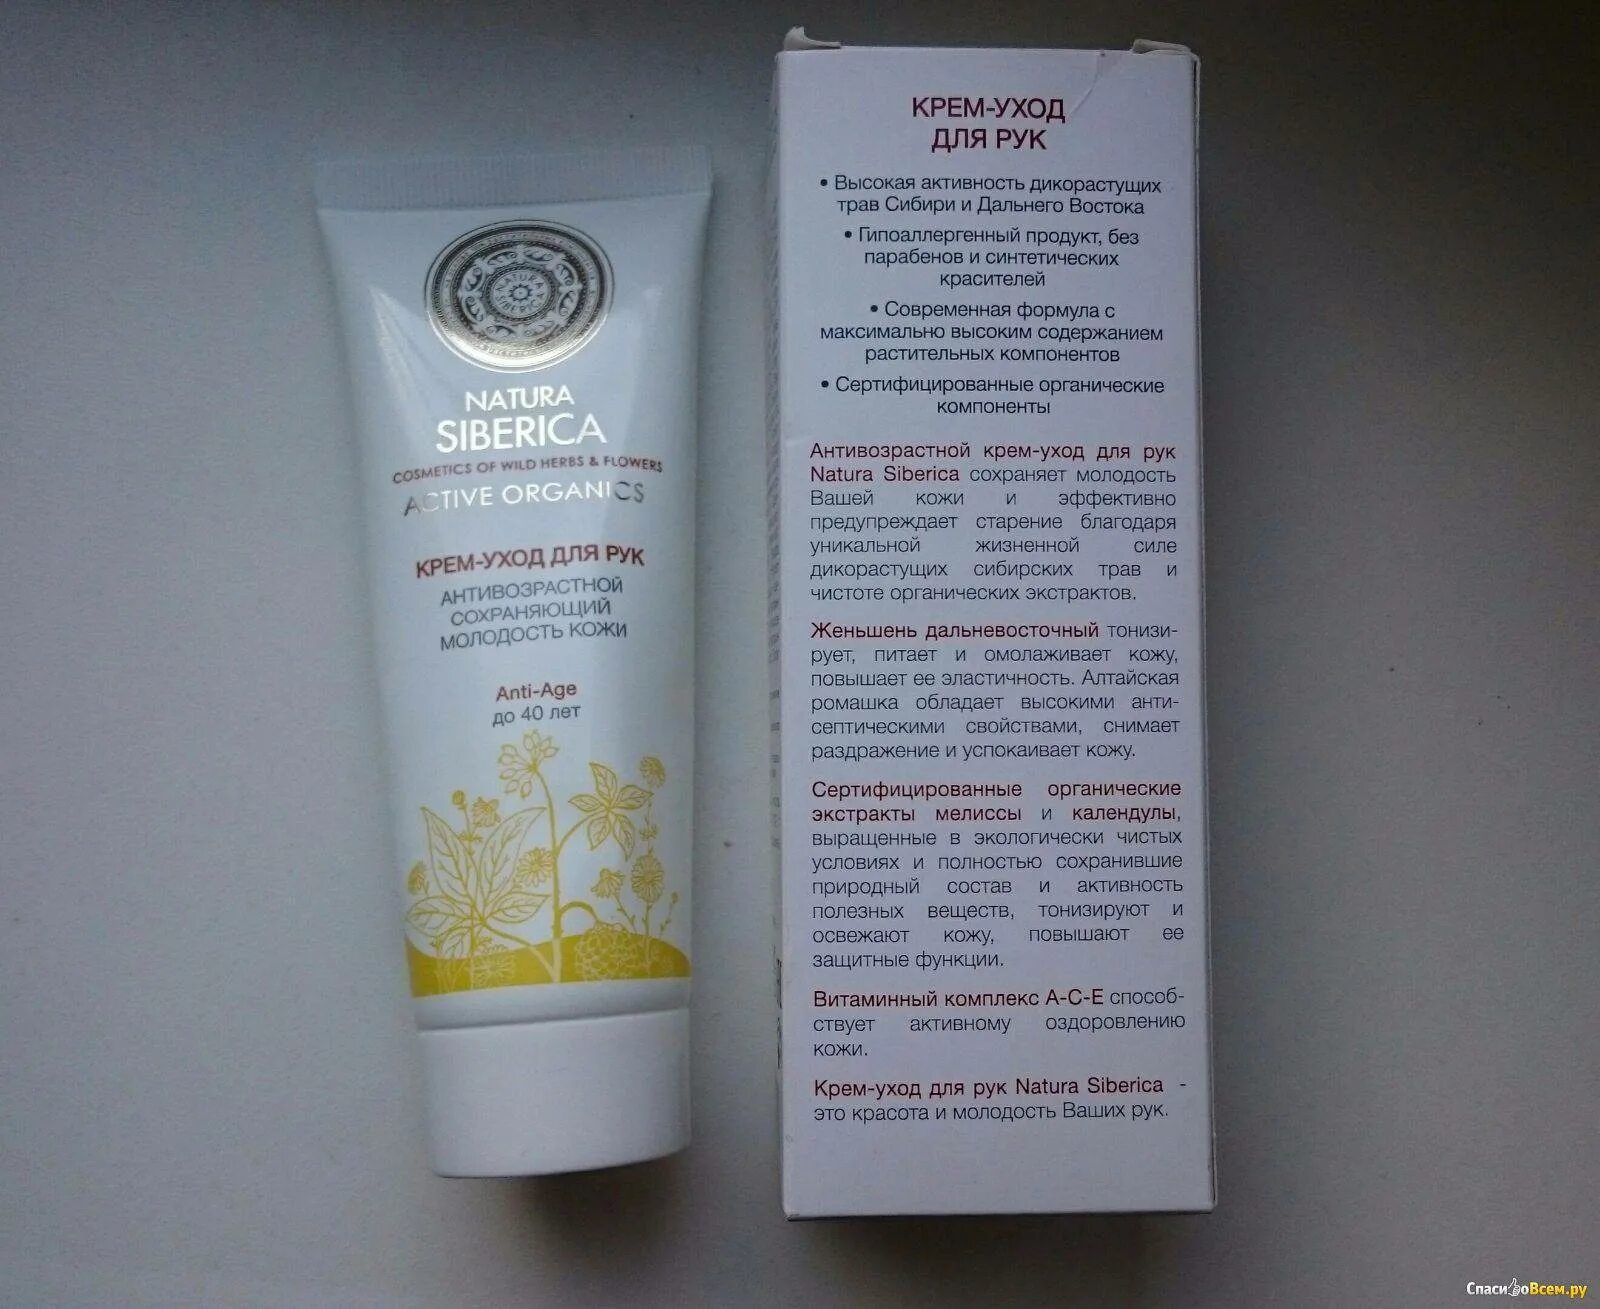 NATURA SIBERICA
NATURA
SIBERICA
COSMETICS OF WILD HERBS & FLOWERS
ACTIVE ORGANICS
КРЕМ-УХОД ДЛЯ РУК
АНТИВОЗРАСТНОЙ
СОХРАНЯЮЩИЙ
МОЛОДОСТЬ КОЖИ
Anti-Age
до 40 лет
КРЕМ-УХОД
ДЛЯ РУК
• Высокая активность дикорастущих
трав Сибири и Дальнего Востока
• Гипоаллергенный продукт, без
парабенов и синтетических
красителей
• Современная формула с
максимально высоким содержанием
растительных компонентов
• Сертифицированные органические
компоненты
Антивозрастной крем-уход для рук
Natura Siberica сохраняет молодость
Вашей кожи и эффективно
предупреждает старение благодаря
уникальной жизненной силе
дикорастущих сибирских трав и
чистоте органических экстрактов.
Женьшень дальневосточный тонизи-
рует, питает и омолаживает кожу,
повышает ее эластичность. Алтайская
ромашка обладает высокими анти-
септическими свойствами, снимает
раздражение и успокаивает кожу.
Сертифицированные органические
экстракты мелиссы и календулы,
выращенные в экологически чистых
условиях и полностью сохранившие
природный состав и активность
полезных веществ, тонизируют и
освежают кожу, повышают ее
защитные функции.
Витаминный комплекс А-С-Е способ-
ствует активному оздоровлению
кожи.
Крем-уход для рук Natura Siberica -
это красота и молодость Ваших рук.
СпасибоВсем.ру